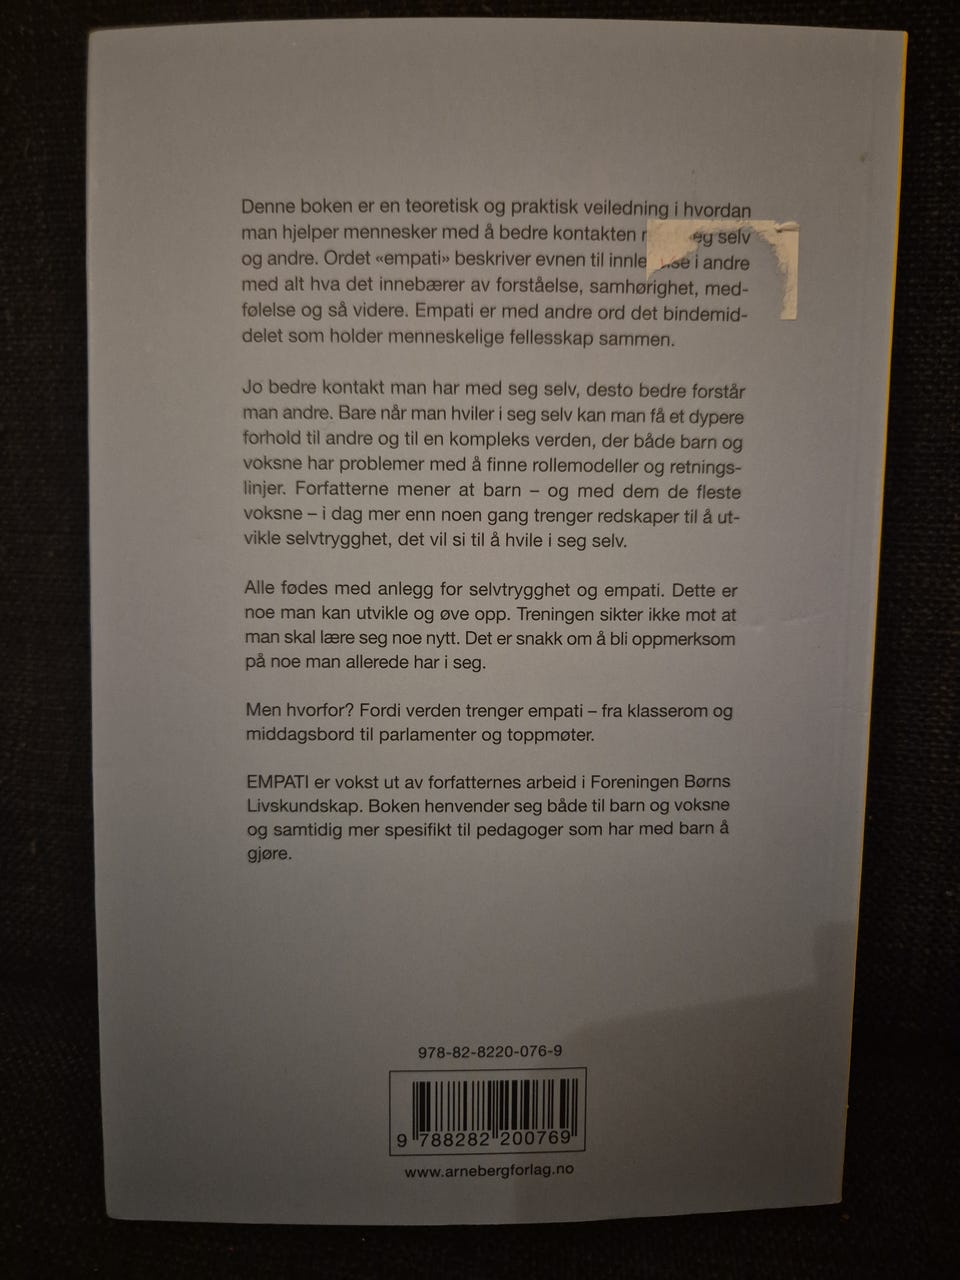 Denne boken er en teoretisk og praktisk veiledning i hvordan
man hjelper mennesker med å bedre kontakten seg selv
og andre. Ordet «empati» beskriver evnen til i andre
med alt hva det innebærer av forståelse, samhørighet, med-
følelse og så videre. Empati er med andre ord det bindemid-
delet som holder menneskelige fellesskap sammen.
Jo bedre kontakt man har med seg selv, desto bedre forstår
man andre. Bare når man hviler i seg selv kan man få et dypere
forhold til andre og til en kompleks verden, der både barn og
voksne har problemer med å finne rollemodeller og retnings-
linjer. Forfatterne mener at barn – og med dem de fleste
voksne – i dag mer enn noen gang trenger redskaper til å ut-
vikle selvtrygghet, det vil si til å hvile i seg selv.
Alle fødes med anlegg for selvtrygghet og empati. Dette er
noe man kan utvikle og øve opp. Treningen sikter ikke mot at
man skal lære seg noe nytt. Det er snakk om å bli oppmerksom
på noe man allerede har i seg.
Men hvorfor? Fordi verden trenger empati – fra klasserom og
middagsbord til parlamenter og toppmøter.
EMPATI er vokst ut av forfatternes arbeid i Foreningen Børns
Livskundskap. Boken henvender seg både til barn og voksne
og samtidig mer spesifikt til pedagoger som har med barn å
gjøre.
978-82-8220-076-9
9 788282 200769
www.arnebergforlag.no